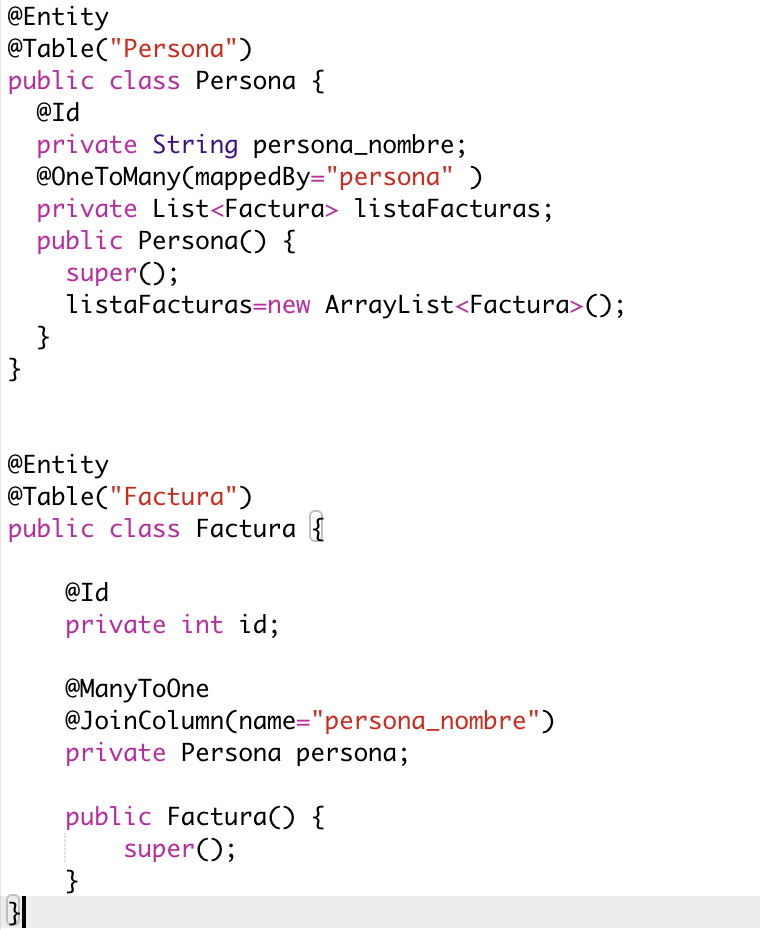 @Entity
@Table("Persona")
public class Persona {
  @Id
  private String persona_nombre;
  @OneToMany(mappedBy="persona" )
  private List<Factura> listaFacturas;
  public Persona() {
    super();
    listaFacturas=new ArrayList<Factura>();
  }
}
@Entity
@Table("Factura")
public class Factura {
    @Id
    private int id;
    @ManyToOne
    @JoinColumn(name="persona_nombre")
    private Persona persona;
    public Factura() {
        super();
    }
}